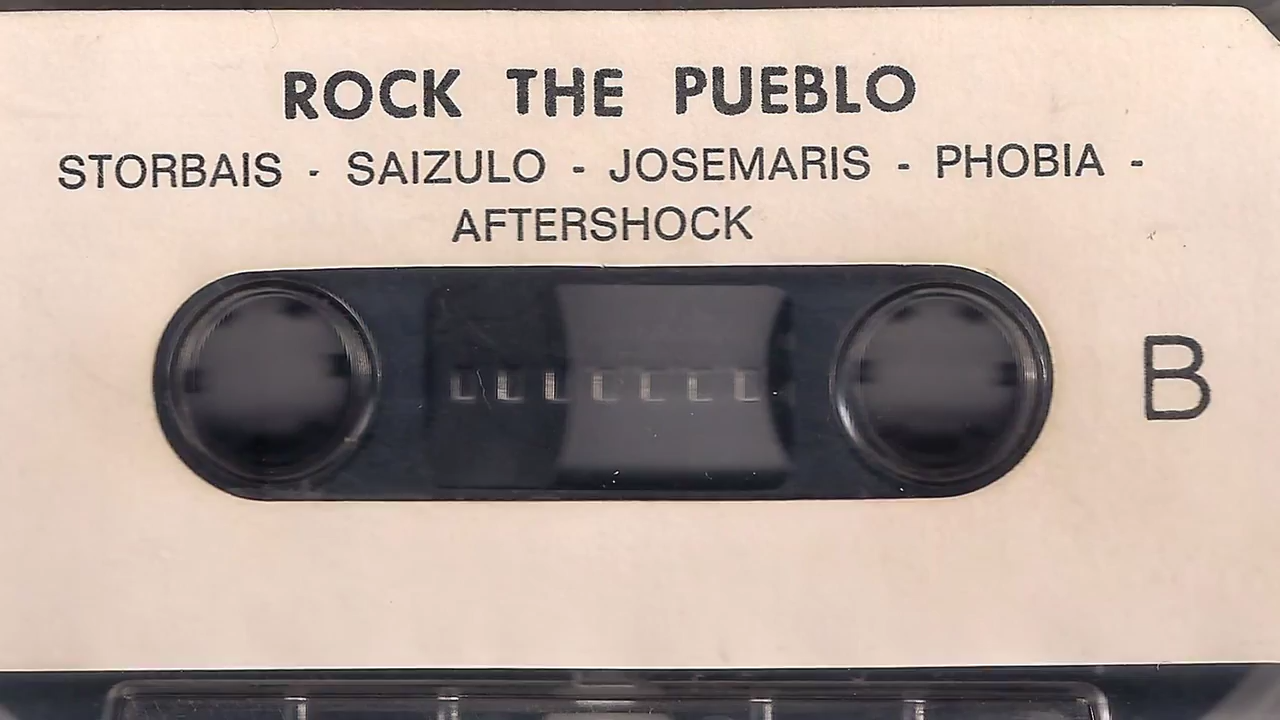 ROCK THE PUEBLO
STORBAIS - SAIZULO - JOSEMARIS - PHOBIA -
AFTERSHOCK
B